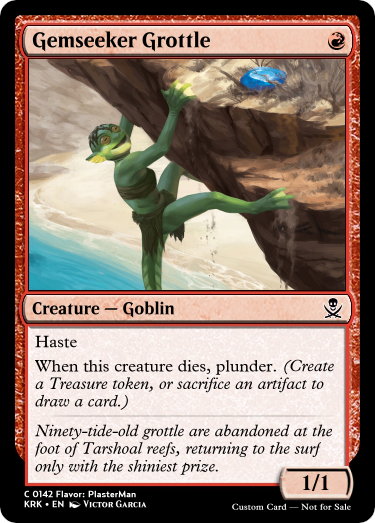 Gemseeker Grottle
Creature — Goblin
Haste
When this creature dies, plunder. (Create
a Treasure token, or sacrifice an artifact to
draw a card.)
Ninety-tide-old grottle are abandoned at the
foot of Tarshoal reefs, returning to the surf
only with the shiniest prize.
1/1
C 0142 Flavor: PlasterMan
KRK • EN Victor Garcia
Custom Card — Not for Sale